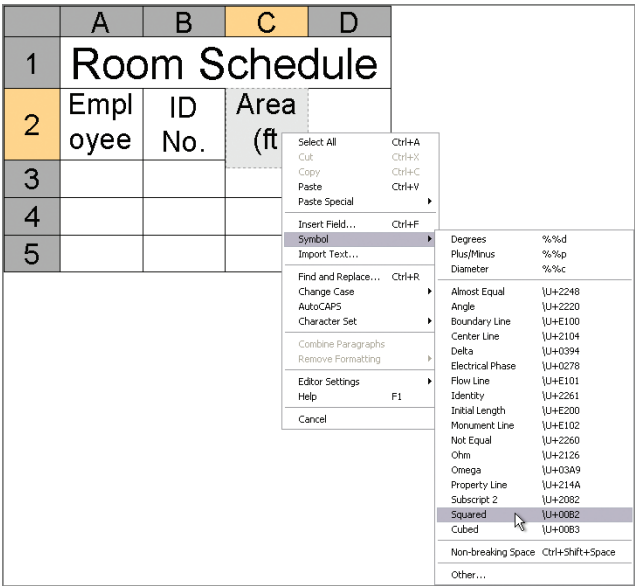 A B C D
1 Room Schedule
2 Empl
oyee ID
No. Area
(ft
3
4
5
Select All Ctrl+A
Cut Ctrl+X
Copy Ctrl+C
Paste Ctrl+V
Paste Special
Insert Field... Ctrl+F
Symbol
Import Text...
Find and Replace... Ctrl+R
Change Case
AutoCAPS
Character Set
Combine Paragraphs
Remove Formatting
Editor Settings
Help F1
Cancel
Degrees %%d
Plus/Minus %%p
Diameter %%c
Almost Equal \U+2248
Angle \U+2220
Boundary Line \U+E100
Center Line \U+2104
Delta \U+0394
Electrical Phase \U+0278
Flow Line \U+E101
Identity \U+2261
Initial Length \U+E200
Monument Line \U+E102
Not Equal \U+2260
Ohm \U+2126
Omega \U+03A9
Property Line \U+214A
Subscript 2 \U+2082
Squared \U+00B2
Cubed \U+00B3
Non-breaking Space Ctrl+Shift+Space
Other...